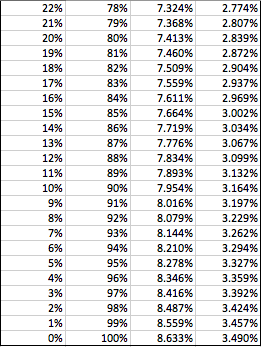 22% 78% 7.324% 2.774%
21% 79% 7.368% 2.807%
20% 80% 7.413% 2.839%
19% 81% 7.460% 2.872%
18% 82% 7.509% 2.904%
17% 83% 7.559% 2.937%
16% 84% 7.611% 2.969%
15% 85% 7.664% 3.002%
14% 86% 7.719% 3.034%
13% 87% 7.776% 3.067%
12% 88% 7.834% 3.099%
11% 89% 7.893% 3.132%
10% 90% 7.954% 3.164%
9% 91% 8.016% 3.197%
8% 92% 8.079% 3.229%
7% 93% 8.144% 3.262%
6% 94% 8.210% 3.294%
5% 95% 8.278% 3.327%
4% 96% 8.346% 3.359%
3% 97% 8.416% 3.392%
2% 98% 8.487% 3.424%
1% 99% 8.559% 3.457%
0% 100% 8.633% 3.490%